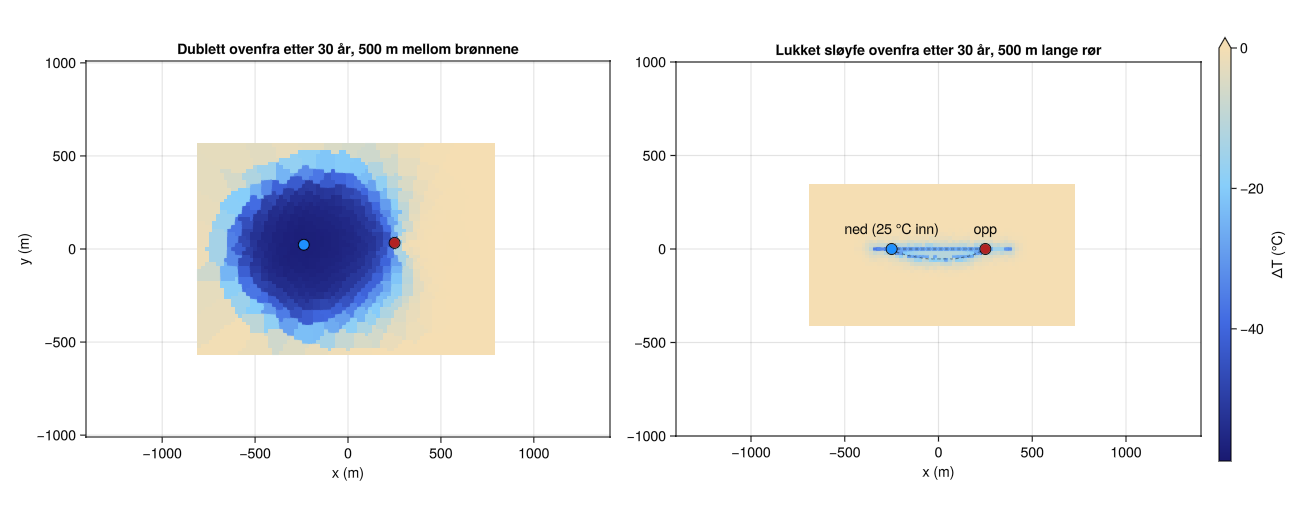 Dublett ovenfra etter 30 år, 500 m mellom brønnene
1000
500
0
−500
−1000
y (m)
−1000
−500
0
500
1000
x (m)
Lukket sløyfe ovenfra etter 30 år, 500 m lange rør
1000
500
0
−500
−1000
ned (25 °C inn)
opp
−1000
−500
0
500
1000
x (m)
0
−20
−40
ΔT (°C)